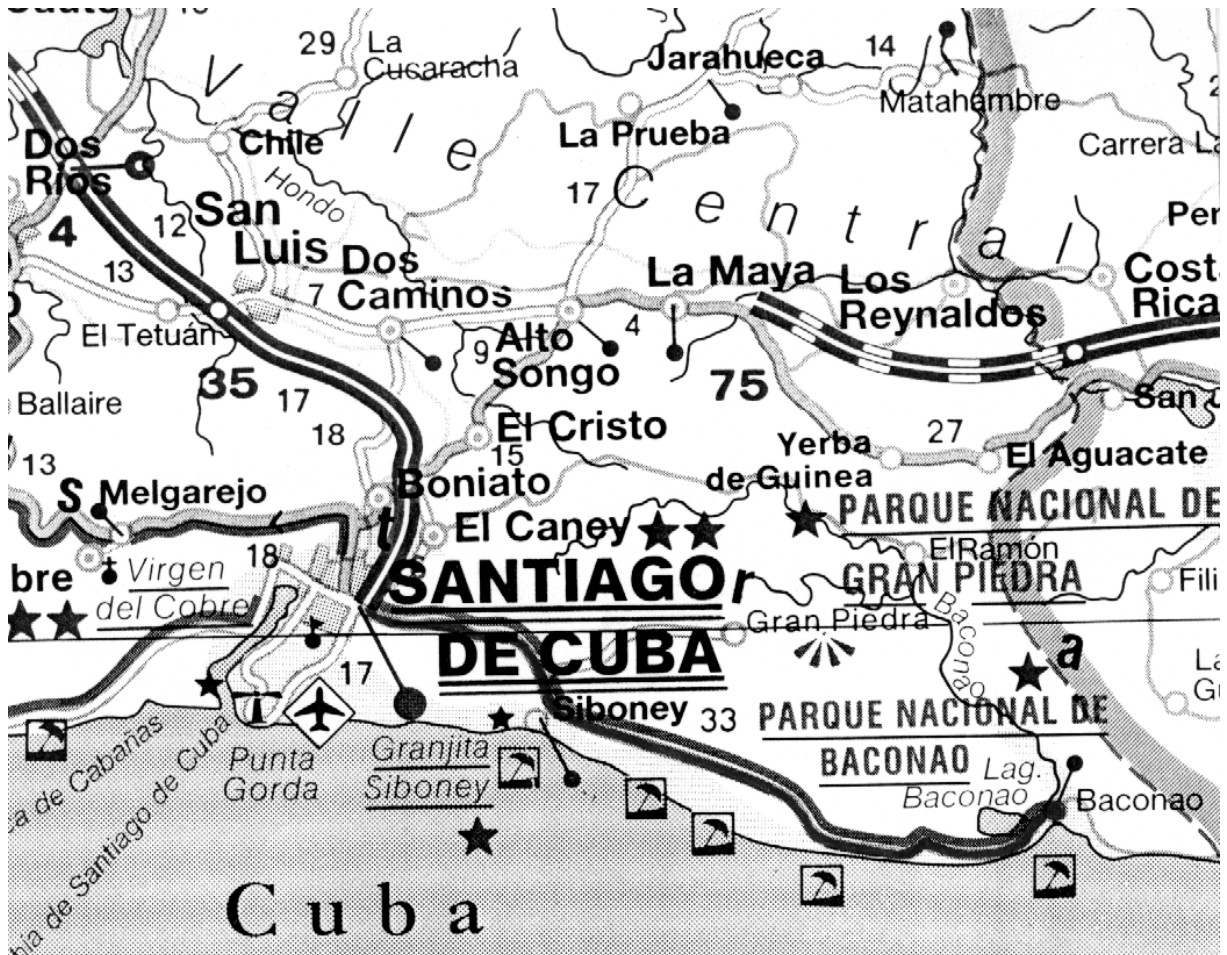 29
La
Cucaracha
Jarahueca
14
Matahambre
Valle
La Prueba
Dos
Ríos
Chile
Carrera
Hondo
17
Central
4
12
San
Luis
13
Dos
Caminos
7
La Maya
Los
Reynaldos
Costa
Rica
El Tetuán
9
Alto
Songo
4
35
17
75
Ballaire
18
El Cristo
27
San
13
15
Yerba
de Guinea
El Aguacate
S
Melgarejo
Boniato
PARQUE NACIONAL DE
t
El Caney
El Ramón
GRAN PIEDRA
bre
Virgen
del Cobre
18
SANTIAGO
DE CUBA
r
Fili
Gran Piedra
Baconao
17
a
Siboney
33
PARQUE NACIONAL DE
BACONAO
Punta
Gorda
Granjita
Siboney
Lag.
Baconao
Baconao
a de Cabañas
hía de Santiago de Cuba
Cuba